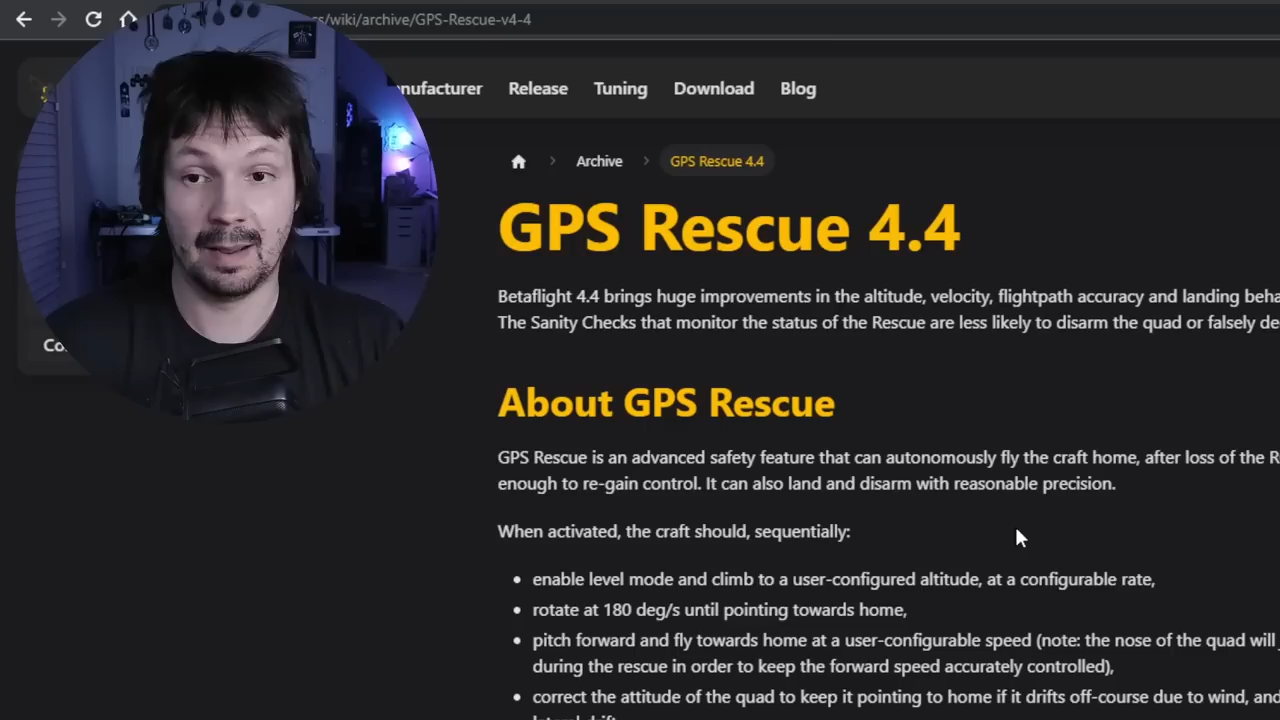 /wiki/archive/GPS-Rescue-v4-4
Release Tuning Download Blog
Archive GPS Rescue 4.4
GPS Rescue 4.4
Betaflight 4.4 brings huge improvements in the altitude, velocity, flightpath accuracy and landing
The Sanity Checks that monitor the status of the Rescue are less likely to disarm the quad or falsely
About GPS Rescue
GPS Rescue is an advanced safety feature that can autonomously fly the craft home, after loss of the
enough to re-gain control. It can also land and disarm with reasonable precision.
When activated, the craft should, sequentially:
enable level mode and climb to a user-configured altitude, at a configurable rate,
rotate at 180 deg/s until pointing towards home,
pitch forward and fly towards home at a user-configurable speed (note: the nose of the quad will
during the rescue in order to keep the forward speed accurately controlled),
correct the attitude of the quad to keep it pointing to home if it drifts off-course due to wind, and